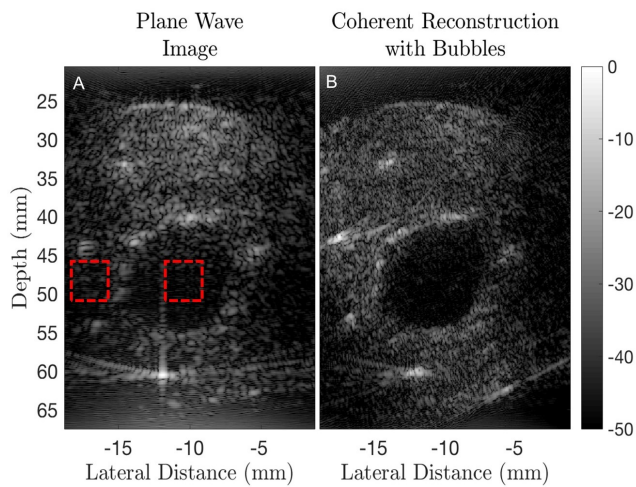 Plane Wave
Image
Coherent Reconstruction
with Bubbles
A
B
25
30
35
40
45
50
55
60
65
Depth (mm)
-15
-10
-5
Lateral Distance (mm)
-15
-10
-5
Lateral Distance (mm)
0
-10
-20
-30
-40
-50